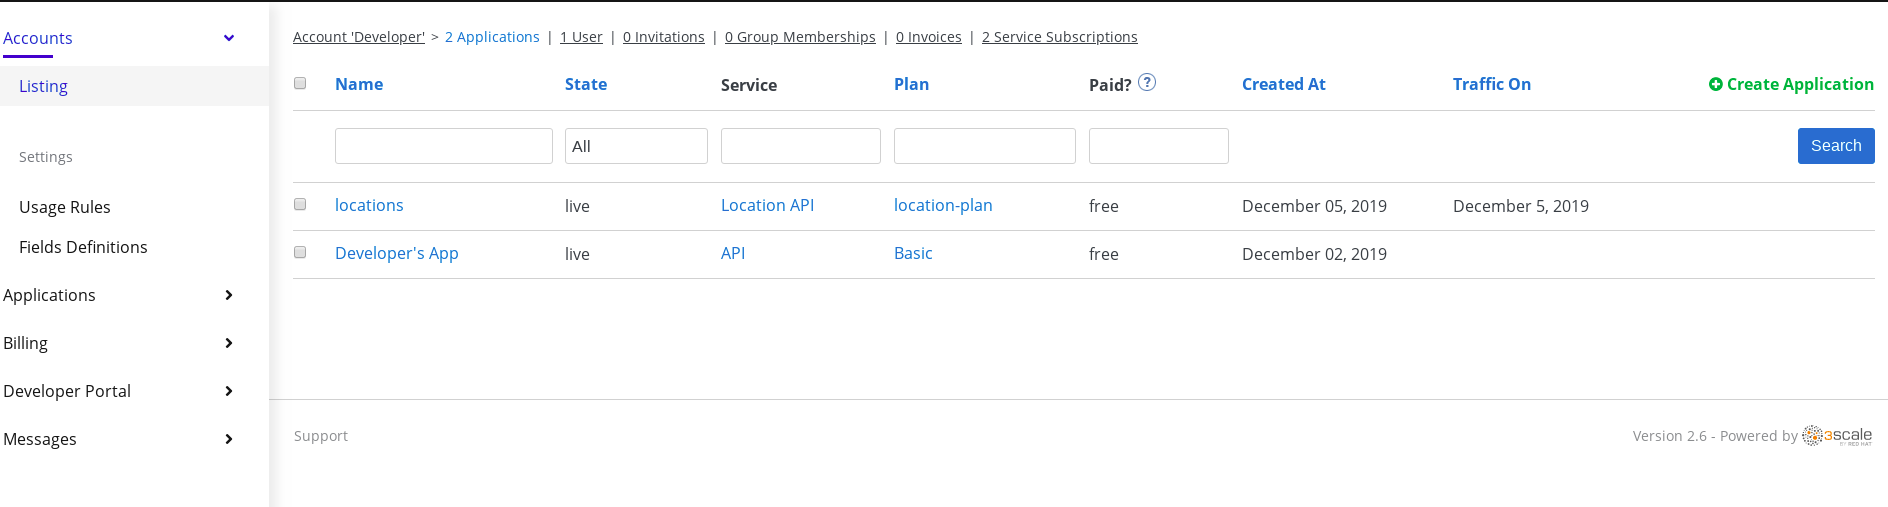 Accounts
Listing
Settings
Usage Rules
Fields Definitions
Applications
Billing
Developer Portal
Messages
Account 'Developer' > 2 Applications | 1 User | 0 Invitations | 0 Group Memberships | 0 Invoices | 2 Service Subscriptions
Name State Service Plan Paid? ? Created At Traffic On Create Application
All Search
locations live Location API location-plan free December 05, 2019 December 5, 2019
Developer's App live API Basic free December 02, 2019
Support Version 2.6 - Powered by 3scale
BY RED HAT